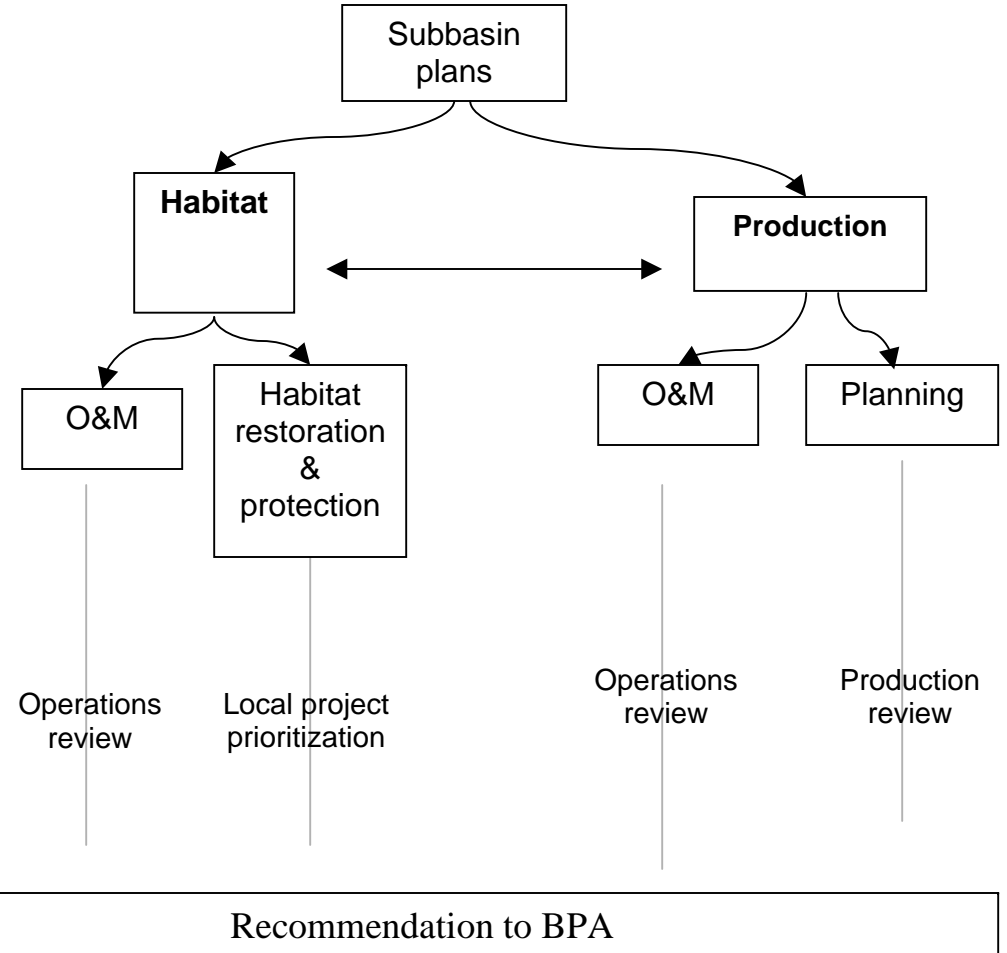 Subbasin
plans
Habitat
Production
O&M
Habitat
restoration
&
protection
O&M
Planning
Operations
review
Local project
prioritization
Operations
review
Production
review
Recommendation to BPA